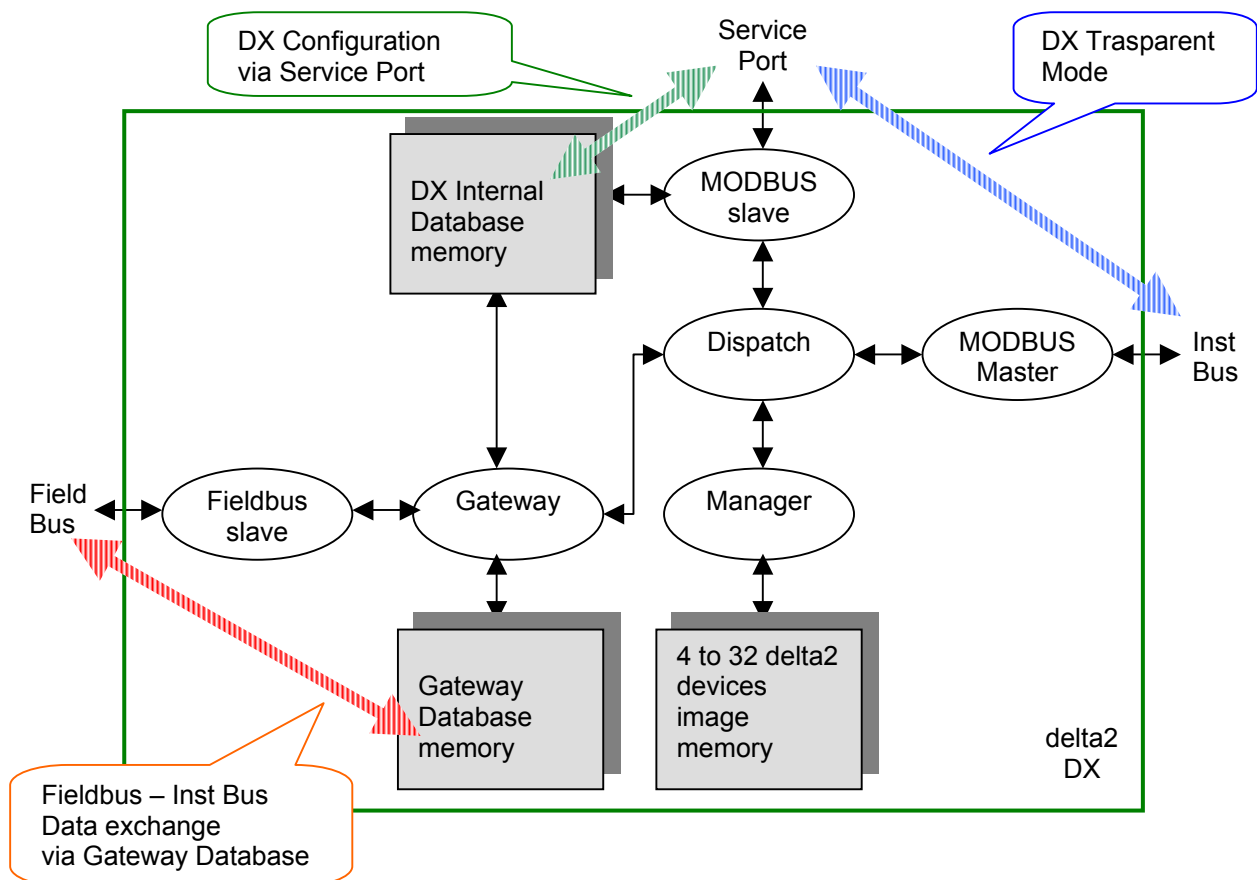 DX Configuration
via Service Port
Service
Port
DX Trasparent
Mode
DX Internal
Database
memory
MODBUS
slave
Dispatch
MODBUS
Master
Inst
Bus
Field
Bus
Fieldbus
slave
Gateway
Manager
Gateway
Database
memory
4 to 32 delta2
devices
image
memory
delta2
DX
Fieldbus – Inst Bus
Data exchange
via Gateway Database